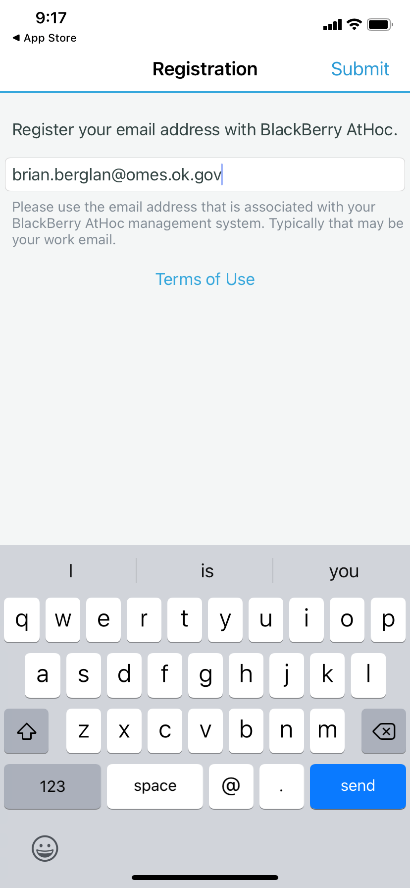 9:17
◀ App Store
Registration Submit
Register your email address with BlackBerry AtHoc.
brian.berglan@omes.ok.gov
Please use the email address that is associated with your
BlackBerry AtHoc management system. Typically that may be
your work email.
Terms of Use
I is you
q w e r t y u i o p
a s d f g h j k l
z x c v b n m
123 space @ . send